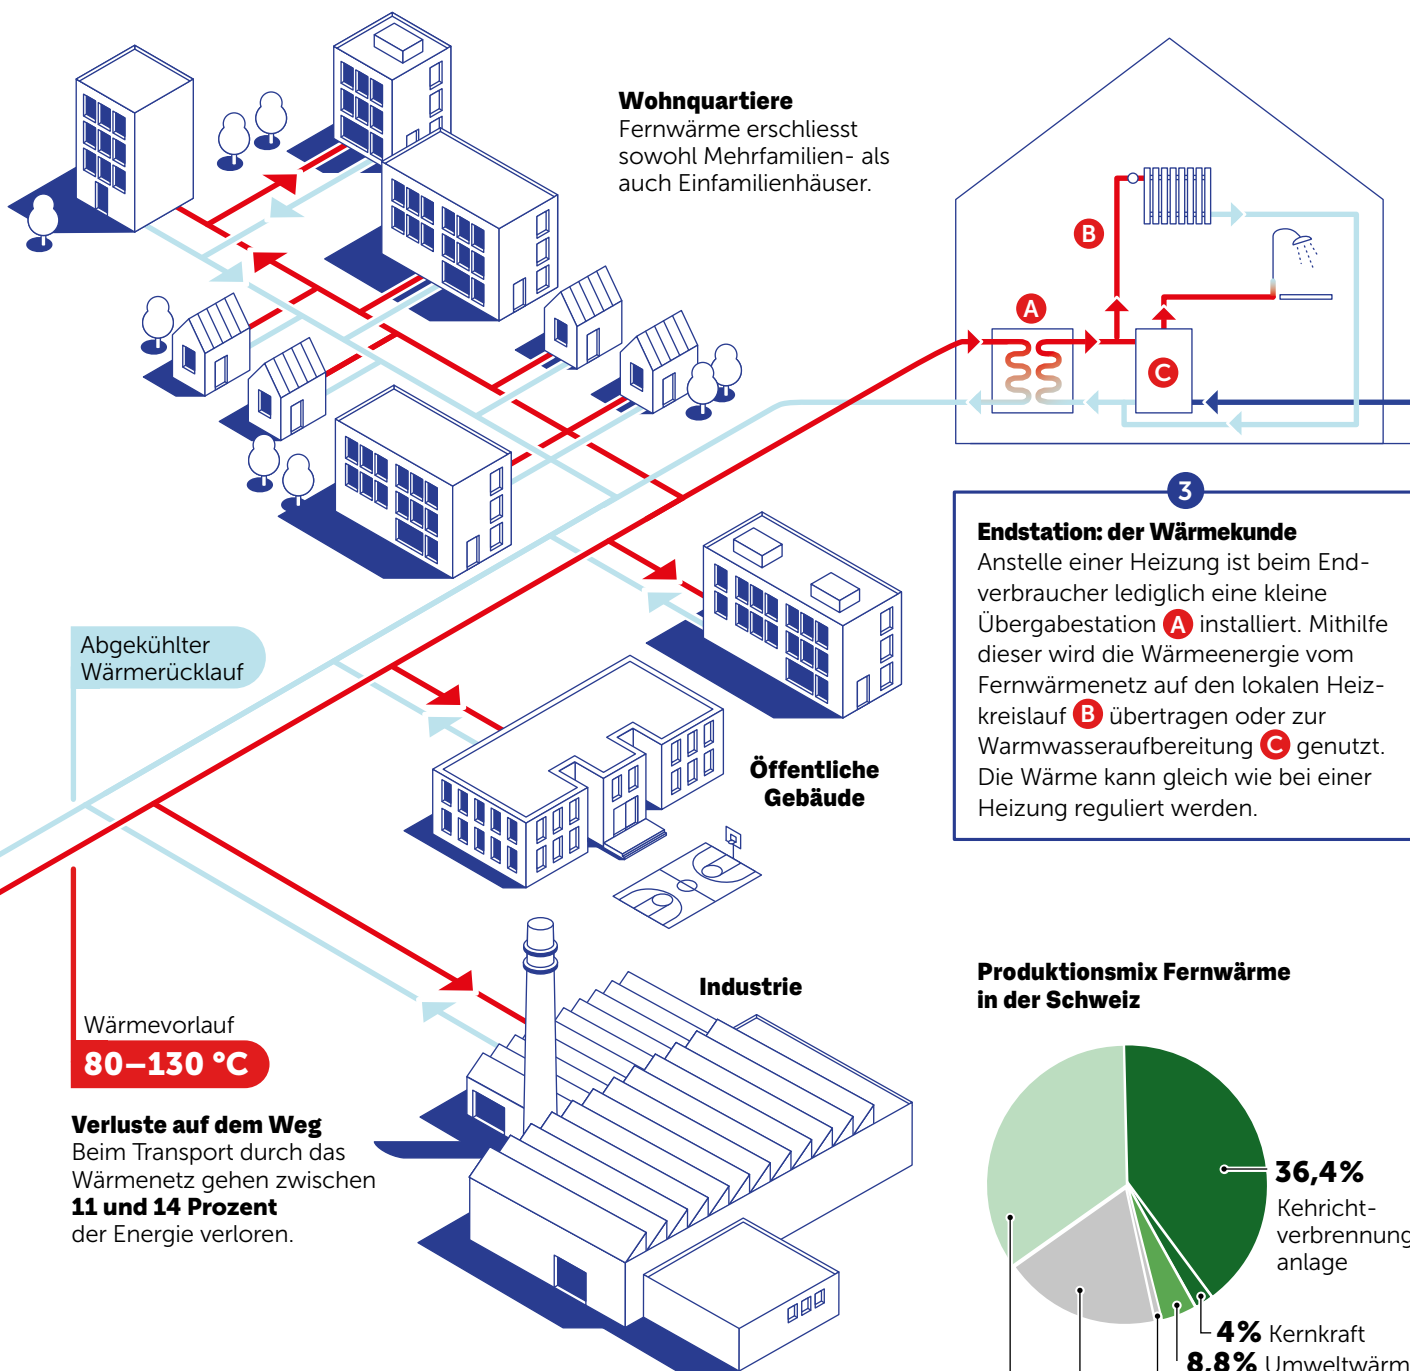 Wohnquartiere
Fernwärme erschliesst
sowohl Mehrfamilien- als
auch Einfamilienhäuser.
A
B
C
3
Endstation: der Wärmekunde
Anstelle einer Heizung ist beim End-
verbraucher lediglich eine kleine
Übergabestation A installiert. Mithilfe
dieser wird die Wärmeenergie vom
Fernwärmenetz auf den lokalen Heiz-
kreislauf B übertragen oder zur
Warmwasseraufbereitung C genutzt.
Die Wärme kann gleich wie bei einer
Heizung reguliert werden.
Abgekühlter
Wärmerücklauf
Öffentliche
Gebäude
Industrie
Wärmevorlauf
80–130 °C
Verluste auf dem Weg
Beim Transport durch das
Wärmenetz gehen zwischen
11 und 14 Prozent
der Energie verloren.
Produktionsmix Fernwärme
in der Schweiz
36,4%
Kehricht-
verbrennung
anlage
4% Kernkraft
8,8% Umweltwärm